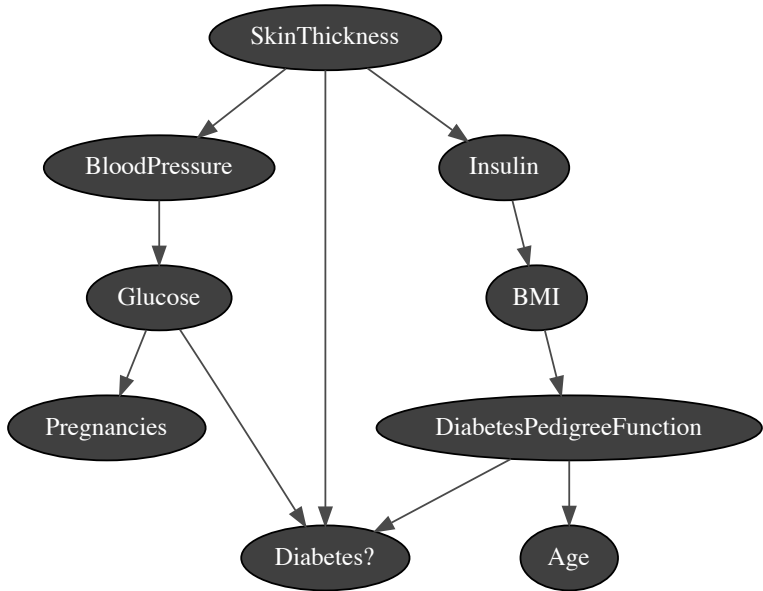 SkinThickness
BloodPressure
Insulin
Glucose
BMI
Pregnancies
DiabetesPedigreeFunction
Diabetes?
Age